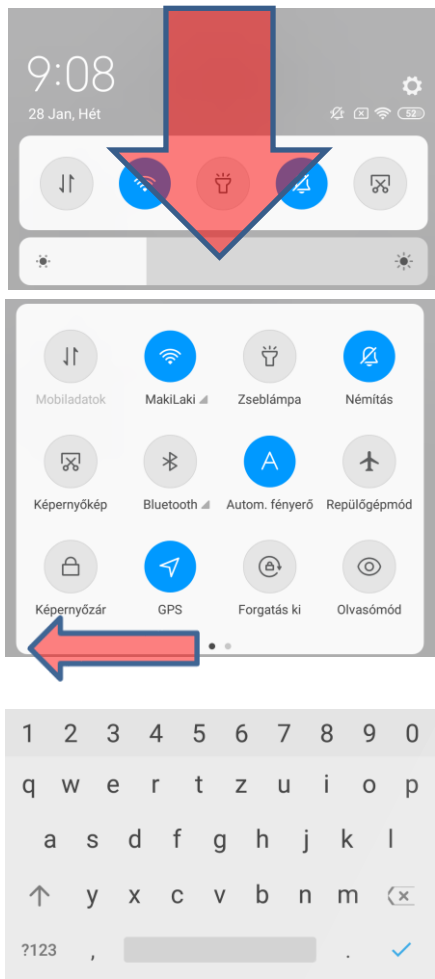 9:08
28 Jan, Hét
52
Mobiladatok MakiLaki Zseblámpa Némítás
Képernyőkép Bluetooth Autom. fényerő Repülőgépmód
A
Képernyőzár GPS Forgatás ki Olvasómód
1 2 3 4 5 6 7 8 9 0
q w e r t z u i o p
a s d f g h j k l
y x c v b n m
?123 , .